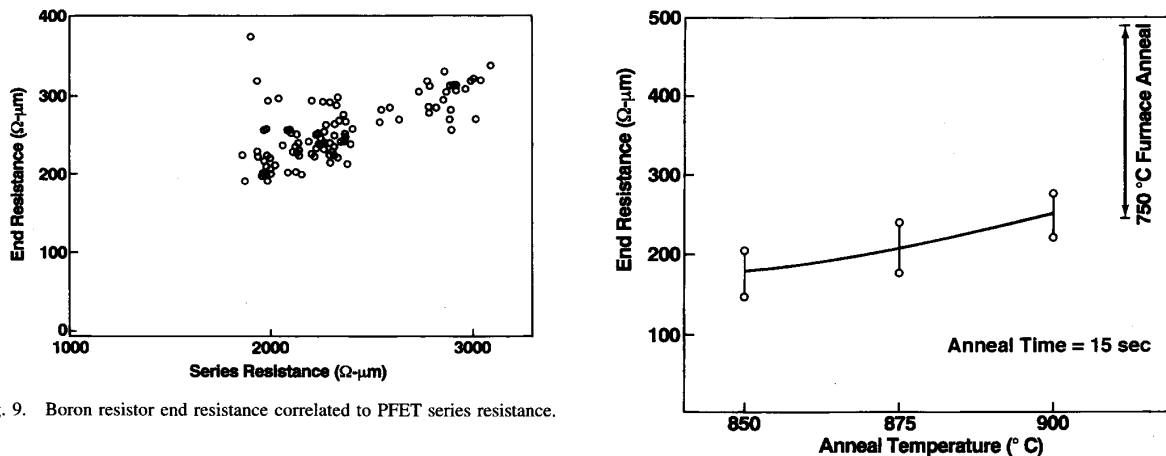 400
300
200
100
0
End Resistance (Ω-μm)
1000 2000 3000
Series Resistance (Ω-μm)
. 9. Boron resistor end resistance correlated to PFET series resistance.
500
400
300
200
100
0
End Resistance (Ω-μm)
750 °C Furnace Anneal
Anneal Time = 15 sec
850 875 900
Anneal Temperature (° C)